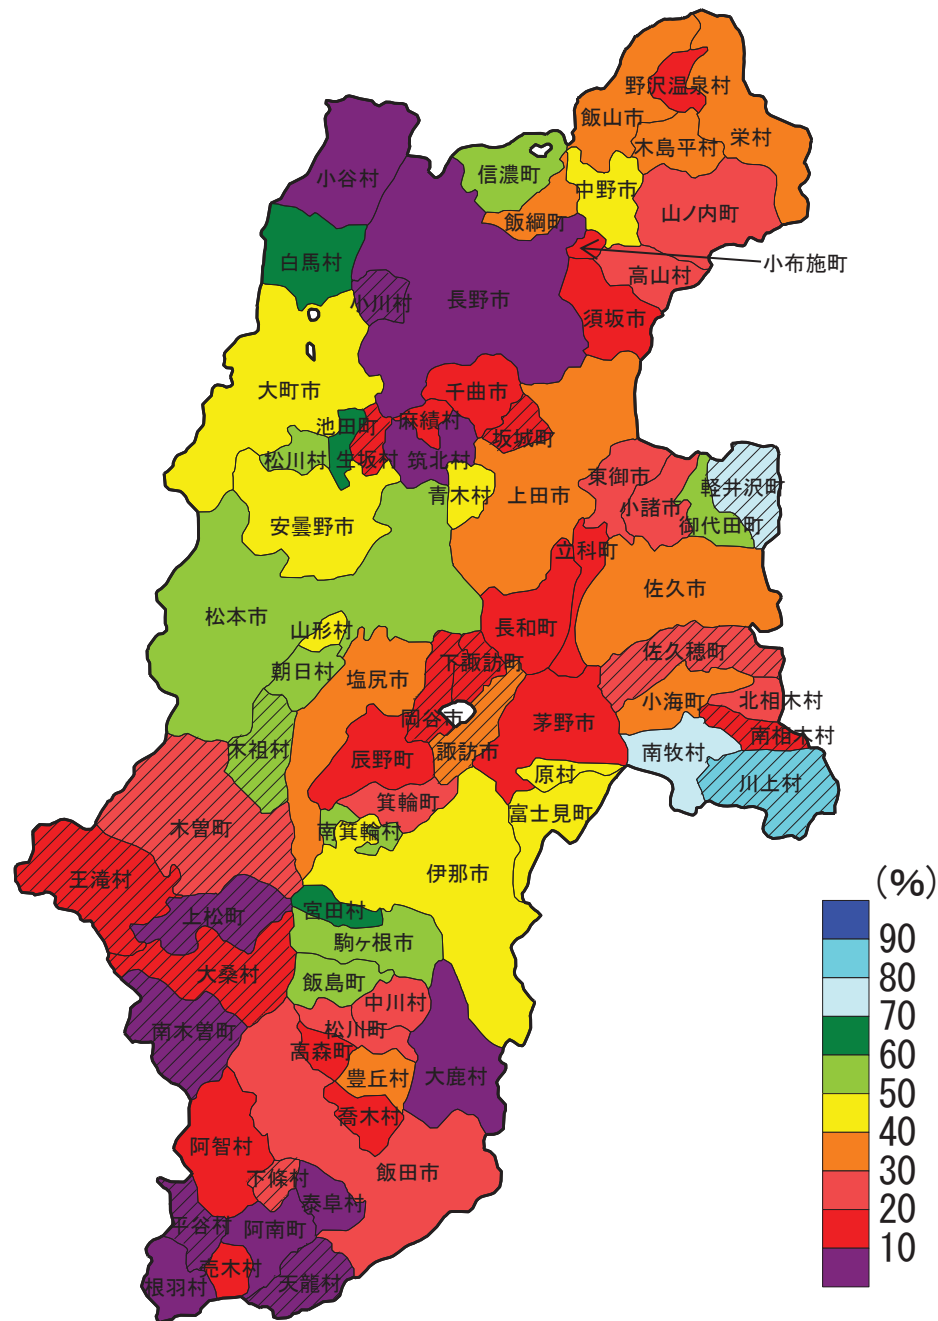 野沢温泉村
飯山市
栄村
木島平村
信濃町
小谷村
中野市
飯綱町
山ノ内町
白馬村
小布施町
高山村
長野市
小川村
須坂市
大町市
千曲市
池田町
麻績村
坂城町
松川村
生坂村
筑北村
東御市
軽井沢町
青木村
上田市
小諸市
御代田町
安曇野市
立科町
佐久市
松本市
長和町
山形村
佐久穂町
朝日村
下諏訪町
塩尻市
小海町
北相木村
岡谷市
茅野市
南相木村
木祖村
諏訪市
南牧村
辰野町
原村
川上村
箕輪町
富士見町
木曽町
南箕輪村
伊那市
王滝村
(%)
上松町
宮田村
90
駒ヶ根市
大桑村
飯島町
80
中川村
70
南木曽町
松川町
高森町
60
豊丘村
大鹿村
50
喬木村
40
阿智村
飯田市
30
下條村
泰阜村
20
平谷村
阿南町
10
売木村
根羽村
天龍村